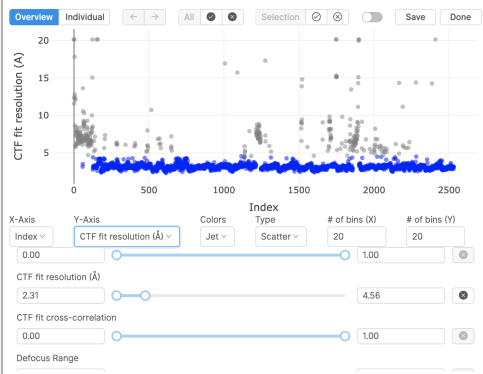 Overview Individual ← → All Selection Save Done
20
15
10
5
CTF fit resolution (A)
0 500 1000 1500 2000 2500
Index
X-Axis Y-Axis Colors Type # of bins (X) # of bins (Y)
Index CTF fit resolution (Å) Jet Scatter 20 20
0.00 1.00
CTF fit resolution (Å)
2.31 4.56
CTF fit cross-correlation
0.00 1.00
Defocus Range